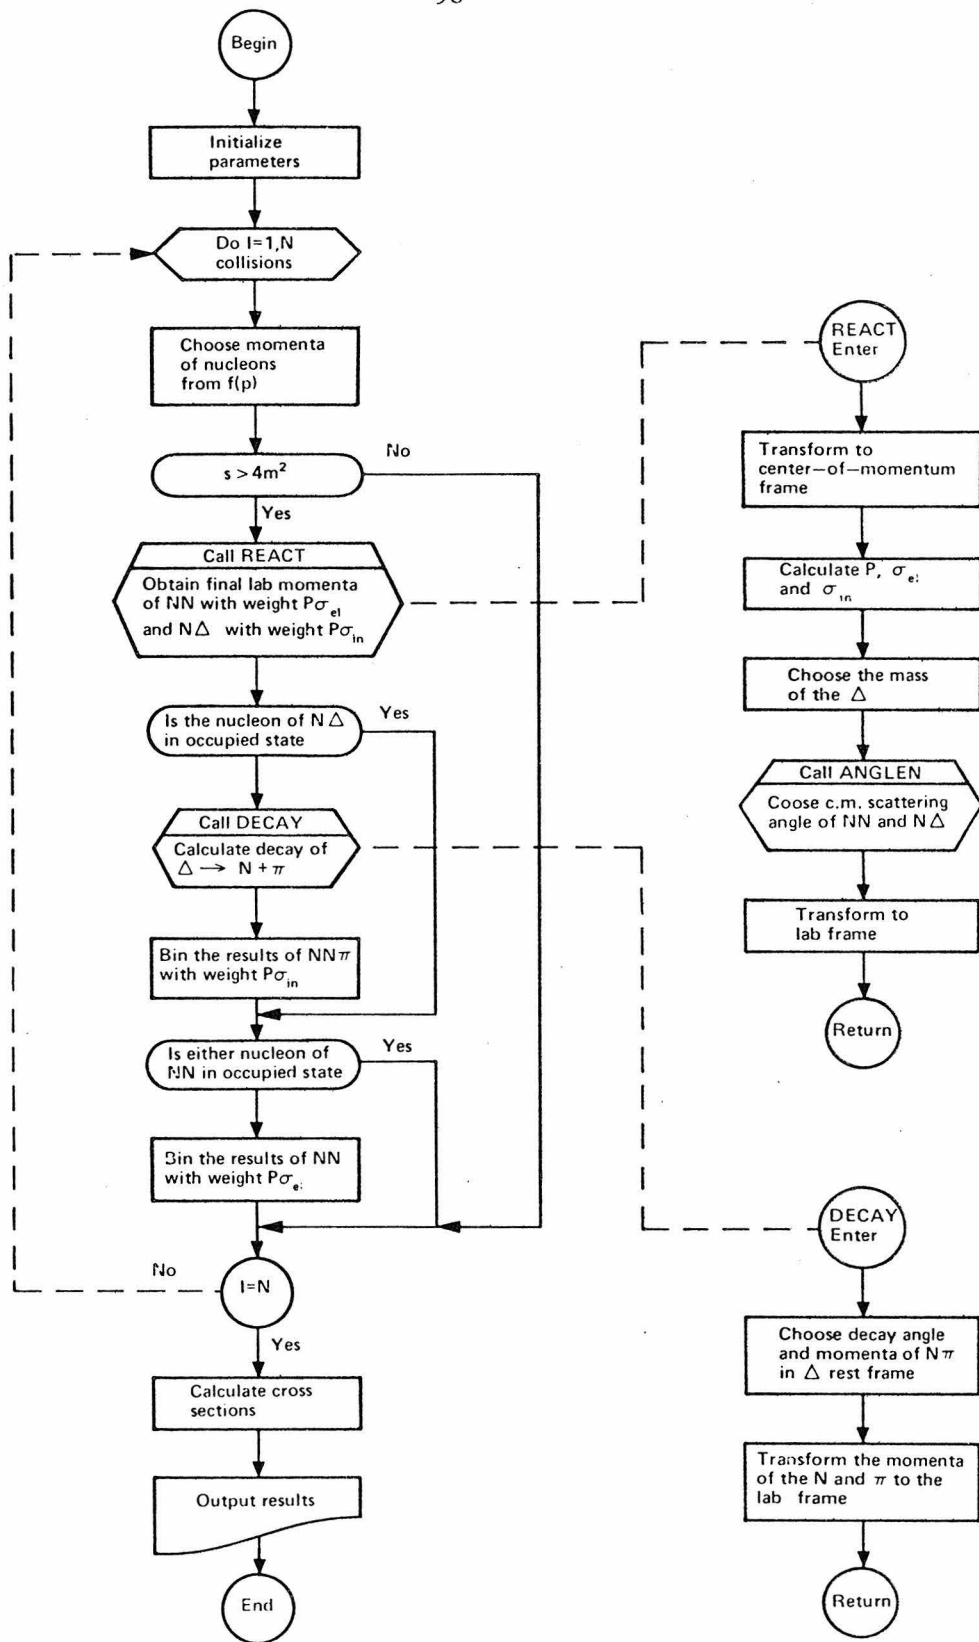 Begin
Initialize
parameters
Do I=1,N
collisions
Choose momenta
of nucleons
from f(p)
No
s > 4m²
Yes
Call REACT
Obtain final lab momenta
of NN with weight Pσel
and NΔ with weight Pσin
Is the nucleon of NΔ
in occupied state
Yes
Call DECAY
Calculate decay of
Δ → N + π
Bin the results of NNπ
with weight Pσin
Is either nucleon of
NN in occupied state
Yes
Bin the results of NN
with weight Pσel
No
I=N
Yes
Calculate cross
sections
Output results
End
REACT
Enter
Transform to
center-of-momentum
frame
Calculate P, σel
and σin
Choose the mass
of the Δ
Call ANGLEN
Coose c.m. scattering
angle of NN and NΔ
Transform to
lab frame
Return
DECAY
Enter
Choose decay angle
and momenta of Nπ
in Δ rest frame
Transform the momenta
of the N and π to the
lab frame
Return